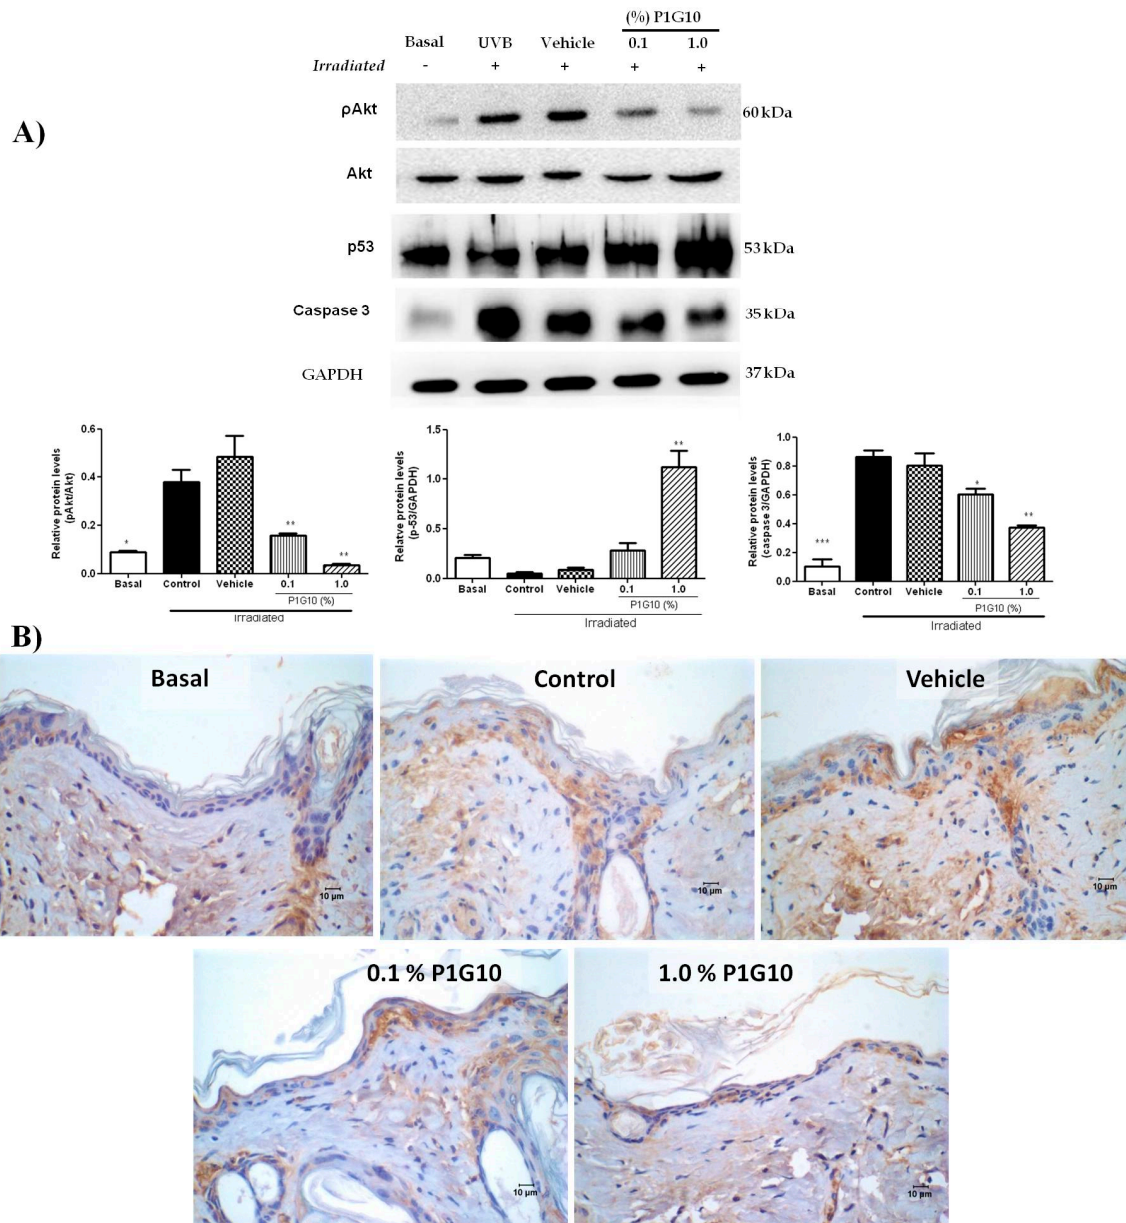 (%) P1G10
Basal UVB Vehicle 0.1 1.0
Irradiated - + + + +
A)
ρAkt 60 kDa
Akt
p53 53 kDa
Caspase 3 35 kDa
GAPDH 37 kDa
Relative protein levels
(pAkt/Akt)
0.6
0.4
0.2
0.0
* ** **
Basal Control Vehicle 0.1 1.0
P1G10 (%)
Irradiated
Relatve protein levels
(p-53/GAPDH)
1.5
1.0
0.5
0.0
**
Basal Control Vehicle 0.1 1.0
P1G10 (%)
Irradiated
Relative protein levels
(caspase 3/GAPDH)
1.0
0.8
0.6
0.4
0.2
0.0
*** * **
Basal Control Vehicle 0.1 1.0
P1G10 (%)
Irradiated
B)
Basal Control Vehicle
10 µm 10 µm 10 µm
0.1 % P1G10 1.0 % P1G10
10 µm 10 µm